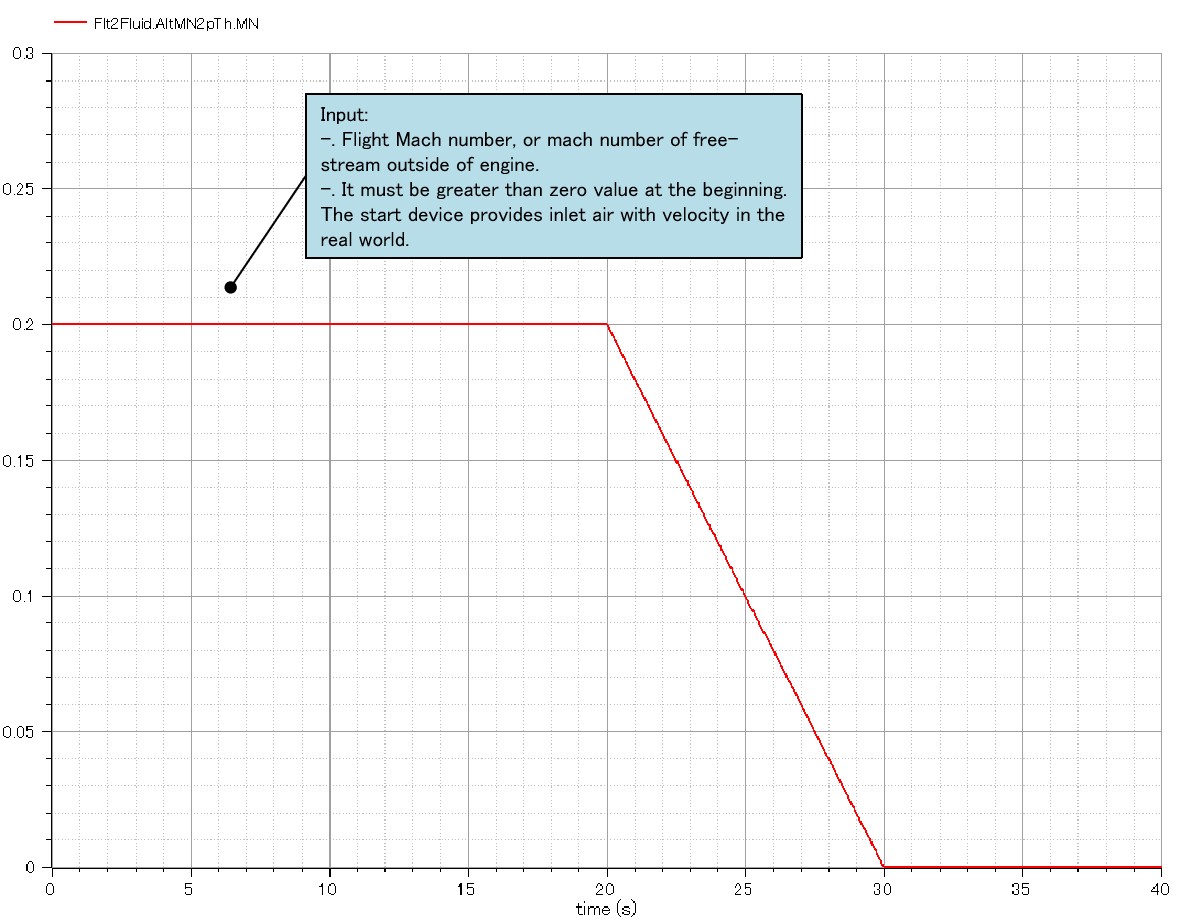 Flt2Fluid.AltMN2pTh.MN
0.3
Input:
-. Flight Mach number, or mach number of free-
stream outside of engine.
-. It must be greater than zero value at the beginning.
The start device provides inlet air with velocity in the
real world.
0.25
0.2
0.15
0.1
0.05
0
0 5 10 15 20 25 30 35 40
time (s)